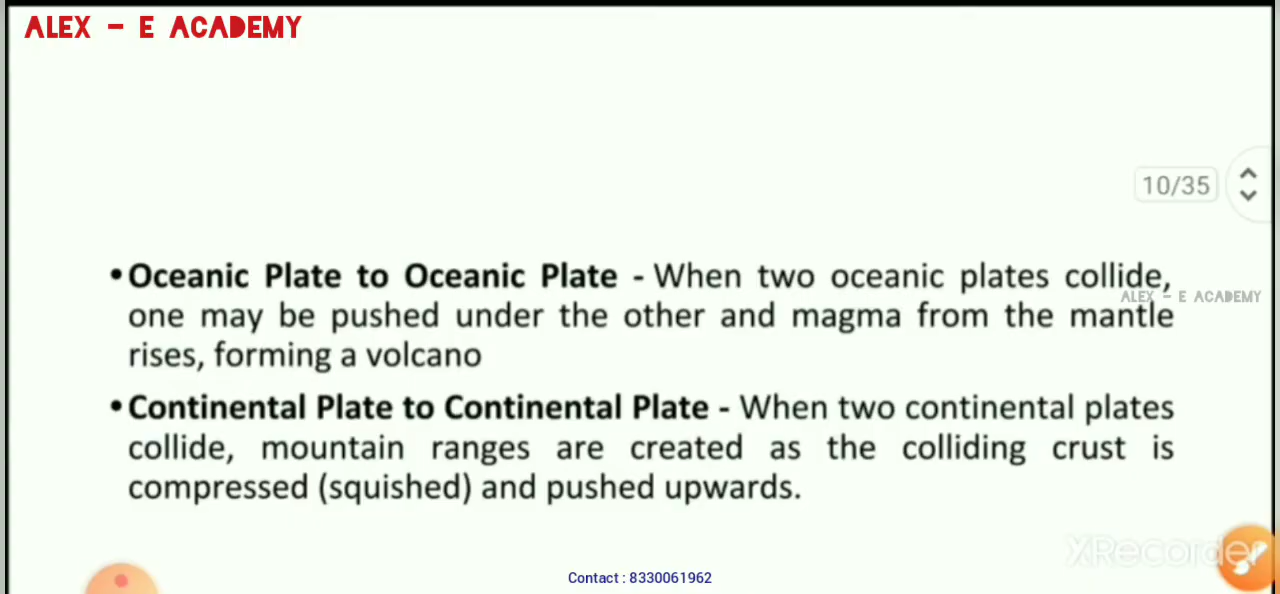 ALEX - E ACADEMY
10/35
•Oceanic Plate to Oceanic Plate - When two oceanic plates collide,
ALEX - E ACADEMY
one may be pushed under the other and magma from the mantle
rises, forming a volcano
•Continental Plate to Continental Plate - When two continental plates
collide, mountain ranges are created as the colliding crust is
compressed (squished) and pushed upwards.
XRecorder
Contact : 8330061962